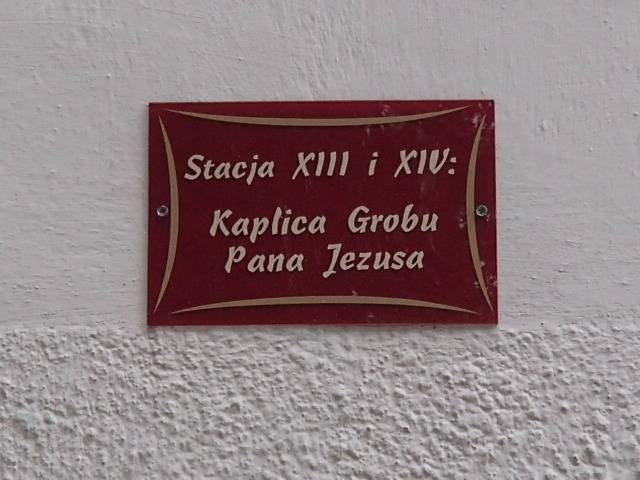 Stacja XIII i XIV:
Kaplica Grobu
Pana Jezusa